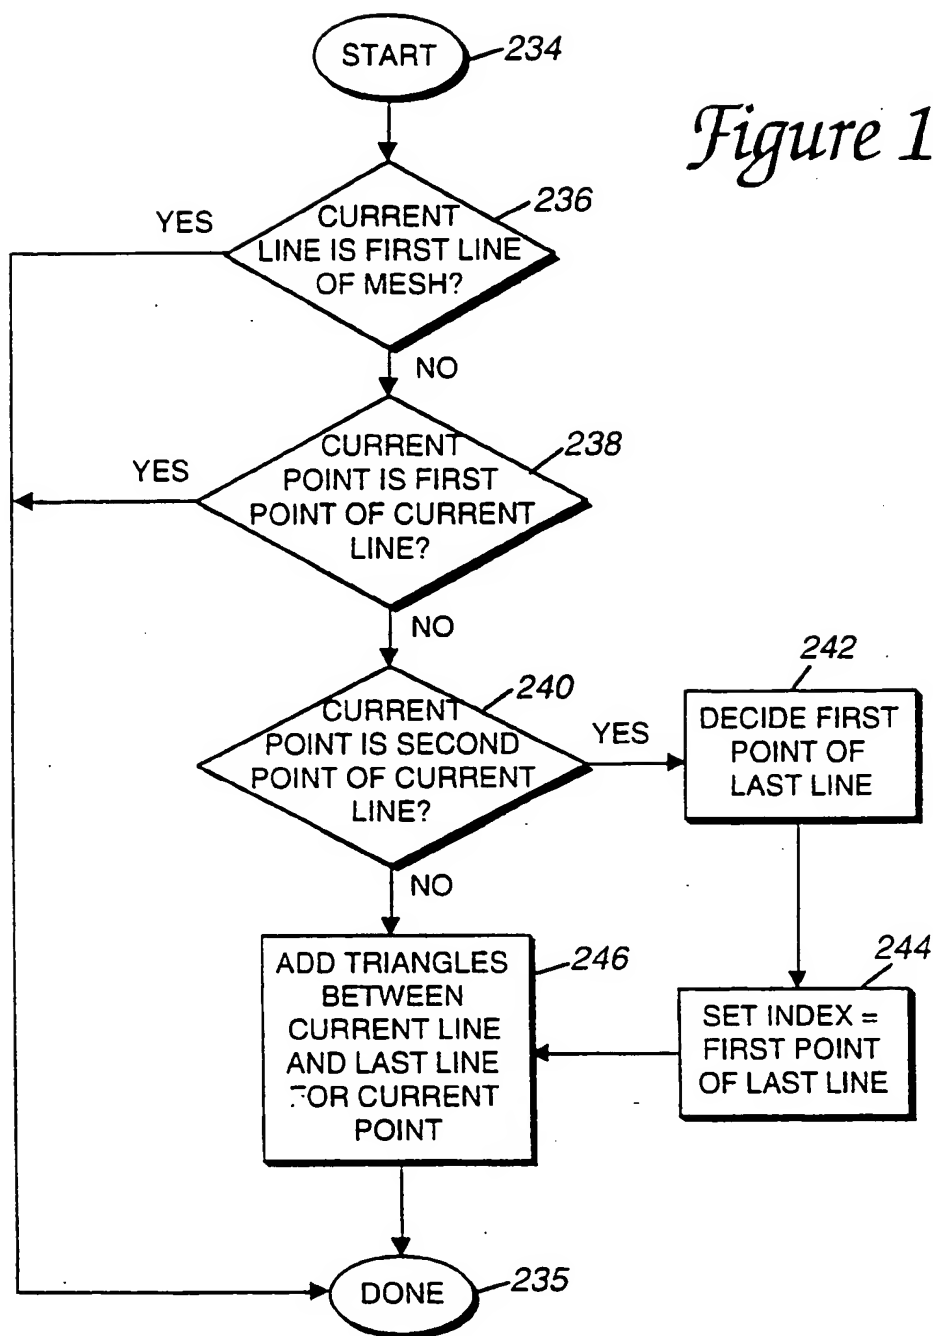 START
234
Figure 1
YES
CURRENT
LINE IS FIRST LINE
OF MESH?
236
NO
YES
CURRENT
POINT IS FIRST
POINT OF CURRENT
LINE?
238
NO
CURRENT
POINT IS SECOND
POINT OF CURRENT
LINE?
240
YES
242
DECIDE FIRST
POINT OF
LAST LINE
NO
244
SET INDEX =
FIRST POINT
OF LAST LINE
ADD TRIANGLES
BETWEEN
CURRENT LINE
AND LAST LINE
FOR CURRENT
POINT
246
DONE
235